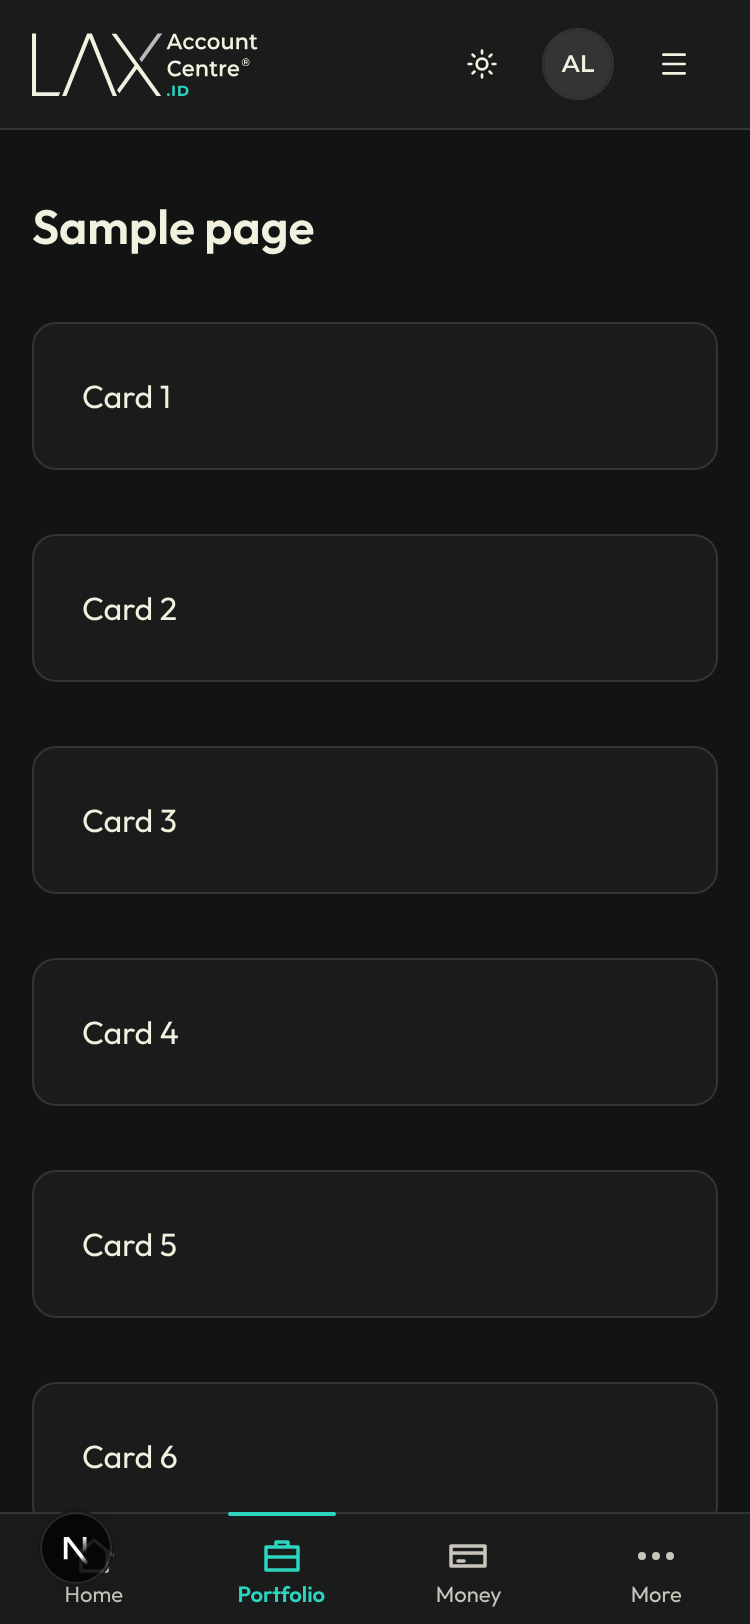 LAX Account
Centre®
.ID
AL
Sample page
Card 1
Card 2
Card 3
Card 4
Card 5
Card 6
N
Home
Portfolio
Money
More